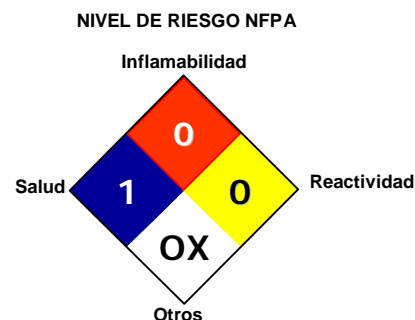 NIVEL DE RIESGO NFPA
Inflamabilidad
0
Salud
1
0
Reactividad
OX
Otros